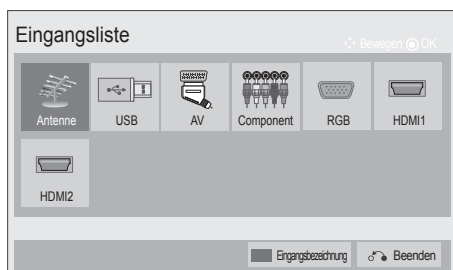 Eingangsliste
Bewegen OK
Antenne USB AV Component RGB HDMI1
HDMI2
Eingangsbezeichnung Beenden